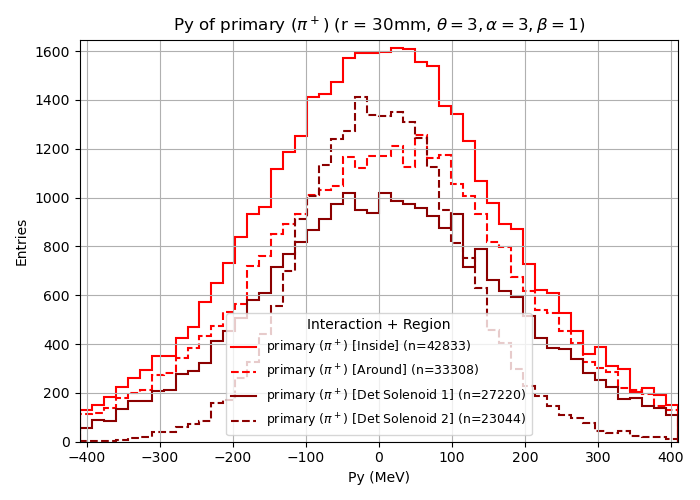 Py of primary (π⁺) (r = 30mm, θ = 3, α = 3, β = 1)
1600
1400
1200
1000
800
600
400
200
0
Entries
Interaction + Region
primary (π⁺) [Inside] (n=42833)
primary (π⁺) [Around] (n=33308)
primary (π⁺) [Det Solenoid 1] (n=27220)
primary (π⁺) [Det Solenoid 2] (n=23044)
−400 −300 −200 −100 0 100 200 300 400
Py (MeV)